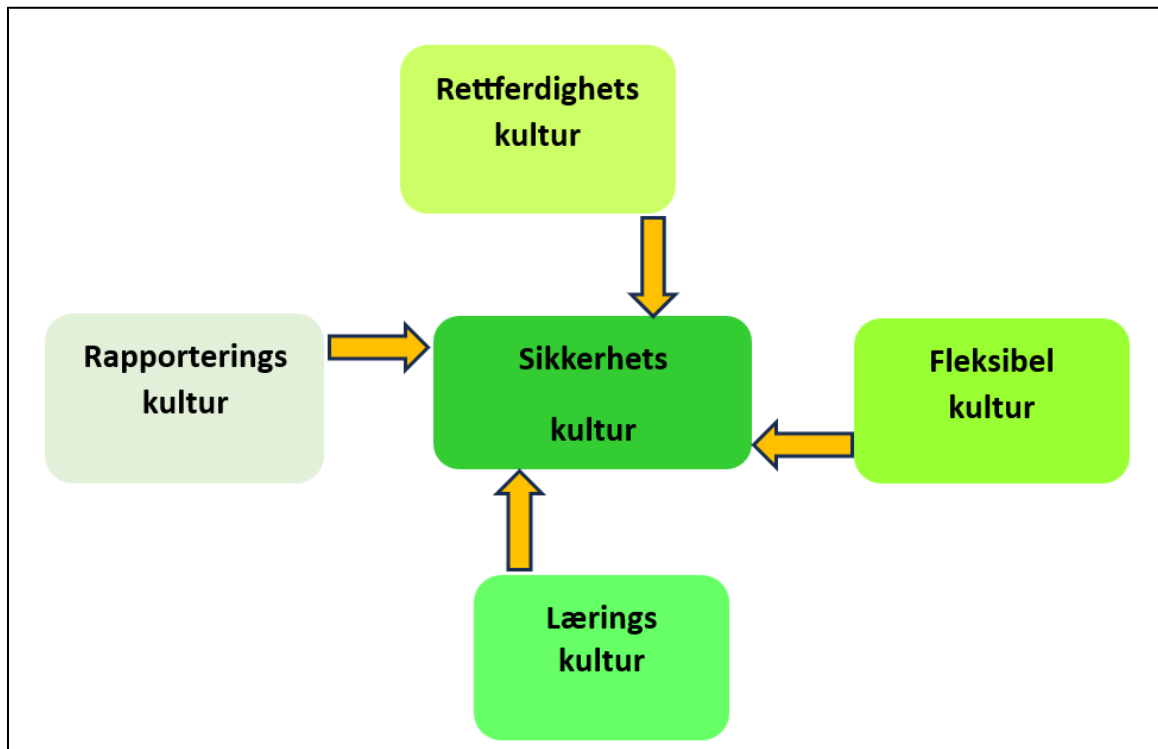 Rettferdighets
kultur
Rapporterings
kultur
Sikkerhets
kultur
Fleksibel
kultur
Lærings
kultur